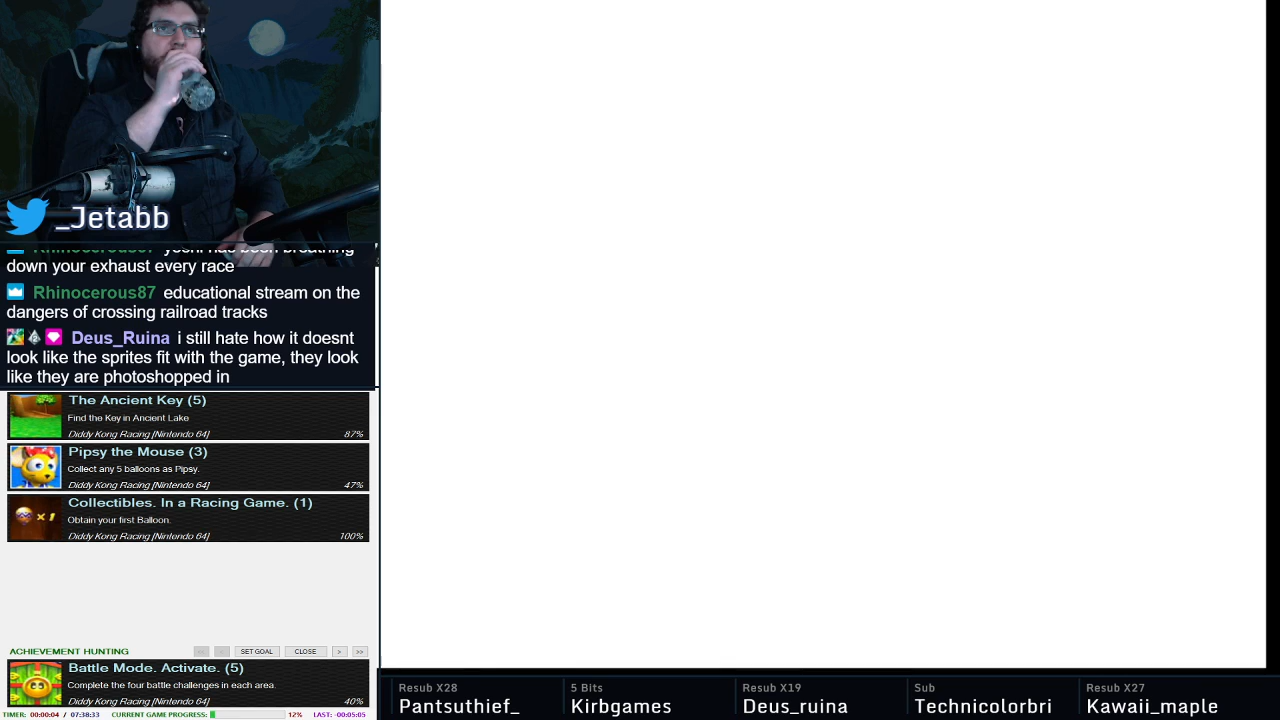 _Jetabb
Rhinocerous87 yoshi has been breathing
down your exhaust every race
Rhinocerous87 educational stream on the
dangers of crossing railroad tracks
Deus_Ruina i still hate how it doesnt
look like the sprites fit with the game, they look
like they are photoshopped in
The Ancient Key (5)
Find the Key in Ancient Lake
Diddy Kong Racing [Nintendo 64] 87%
Pipsy the Mouse (3)
Collect any 5 balloons as Pipsy.
Diddy Kong Racing [Nintendo 64] 47%
Collectibles. In a Racing Game. (1)
x 1
Obtain your first Balloon.
Diddy Kong Racing [Nintendo 64] 100%
ACHIEVEMENT HUNTING << < SET GOAL CLOSE > >>
Battle Mode. Activate. (5)
Complete the four battle challenges in each area.
Diddy Kong Racing [Nintendo 64] 40%
TIMER: 00:00:04 / 07:38:33 CURRENT GAME PROGRESS: 12% LAST: -00:05:05
Resub X28 5 Bits Resub X19 Sub Resub X27
Pantsuthief_ Kirbgames Deus_ruina Technicolorbri Kawaii_maple